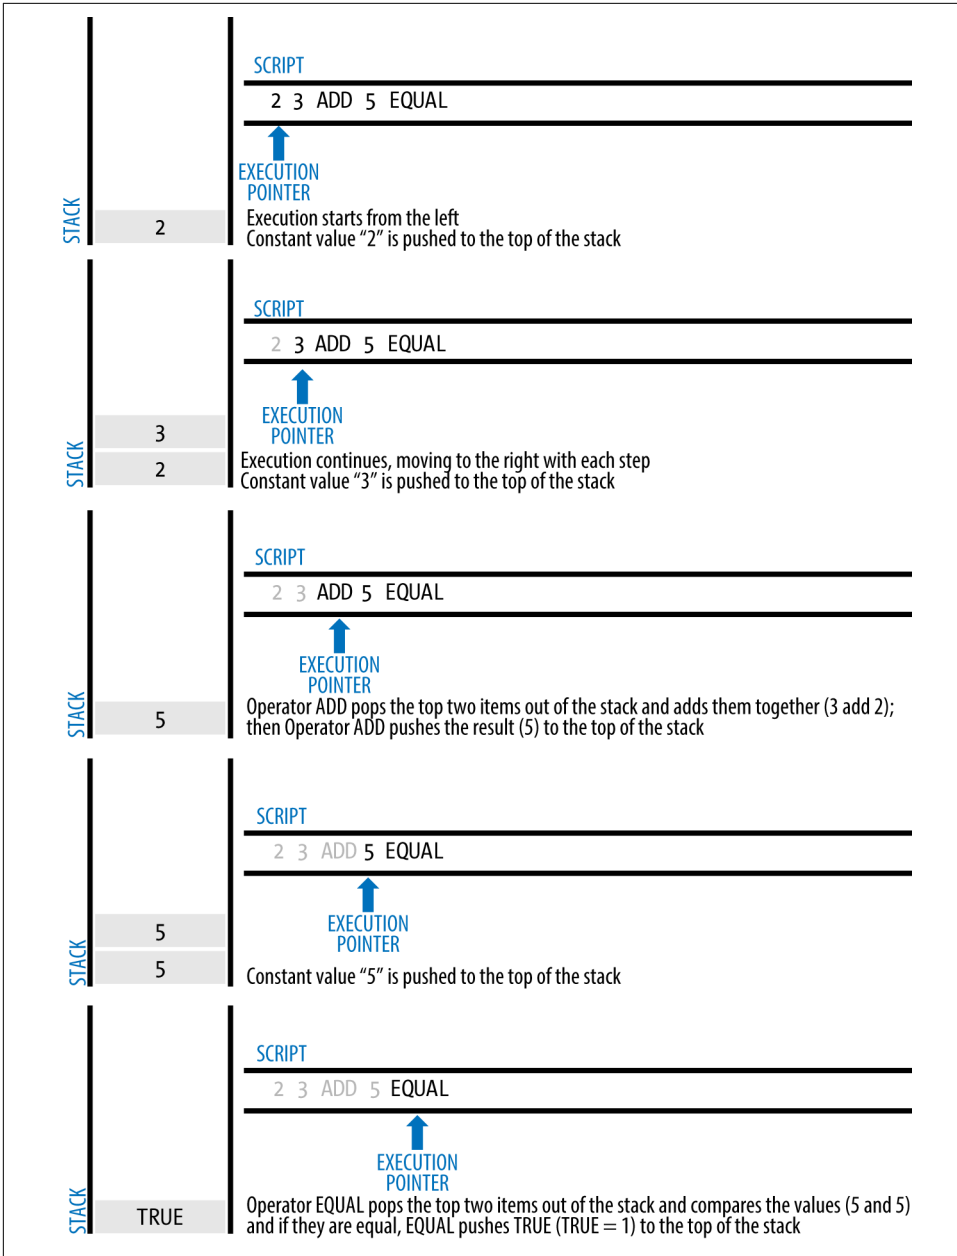 SCRIPT
2 3 ADD 5 EQUAL
EXECUTION
POINTER
STACK
2
Execution starts from the left
Constant value “2” is pushed to the top of the stack
SCRIPT
2 3 ADD 5 EQUAL
EXECUTION
POINTER
STACK
3
2
Execution continues, moving to the right with each step
Constant value “3” is pushed to the top of the stack
SCRIPT
2 3 ADD 5 EQUAL
EXECUTION
POINTER
STACK
5
Operator ADD pops the top two items out of the stack and adds them together (3 add 2);
then Operator ADD pushes the result (5) to the top of the stack
SCRIPT
2 3 ADD 5 EQUAL
EXECUTION
POINTER
STACK
5
5
Constant value “5” is pushed to the top of the stack
SCRIPT
2 3 ADD 5 EQUAL
EXECUTION
POINTER
STACK
TRUE
Operator EQUAL pops the top two items out of the stack and compares the values (5 and 5)
and if they are equal, EQUAL pushes TRUE (TRUE = 1) to the top of the stack